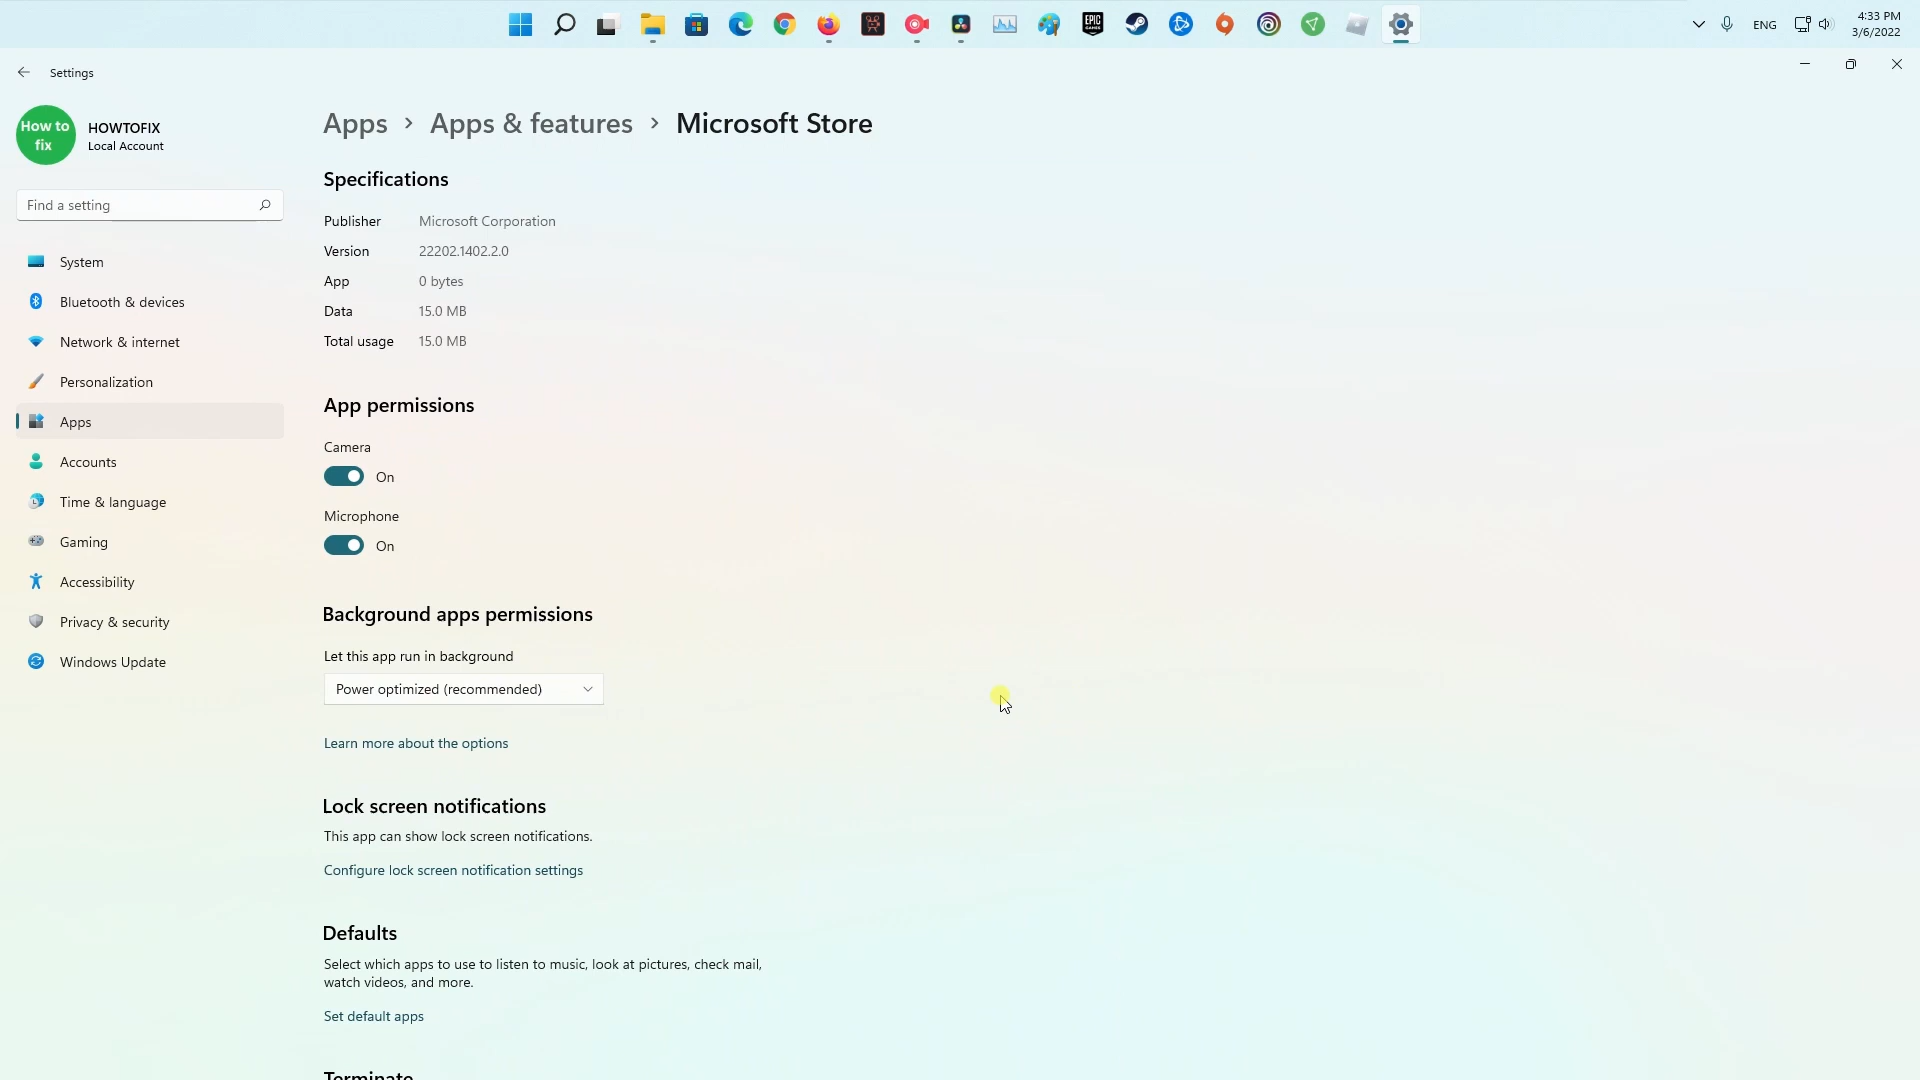 EPIC
GAMES
ENG
4:33 PM
3/6/2022
Settings
How to
fix
HOWTOFIX
Local Account
Find a setting
System
Bluetooth & devices
Network & internet
Personalization
Apps
Accounts
Time & language
Gaming
Accessibility
Privacy & security
Windows Update
Apps > Apps & features > Microsoft Store
Specifications
Publisher Microsoft Corporation
Version 22202.1402.2.0
App 0 bytes
Data 15.0 MB
Total usage 15.0 MB
App permissions
Camera
On
Microphone
On
Background apps permissions
Let this app run in background
Power optimized (recommended)
Learn more about the options
Lock screen notifications
This app can show lock screen notifications.
Configure lock screen notification settings
Defaults
Select which apps to use to listen to music, look at pictures, check mail,
watch videos, and more.
Set default apps
Terminate